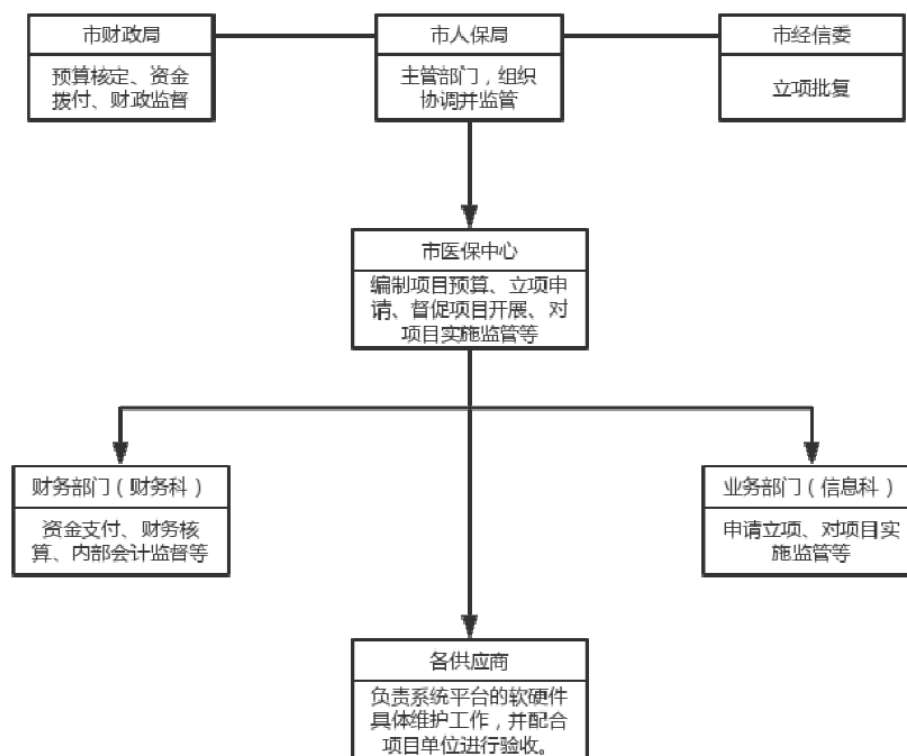 市财政局
预算核定、资金
拨付、财政监督
市人保局
主管部门，组织
协调并监管
市经信委
立项批复
市医保中心
编制项目预算、立项申
请、督促项目开展、对
项目实施监管等
财务部门（财务科）
资金支付、财务核
算、内部会计监督等
业务部门（信息科）
申请立项、对项目实
施监管等
各供应商
负责系统平台的软硬件
具体维护工作，并配合
项目单位进行验收。